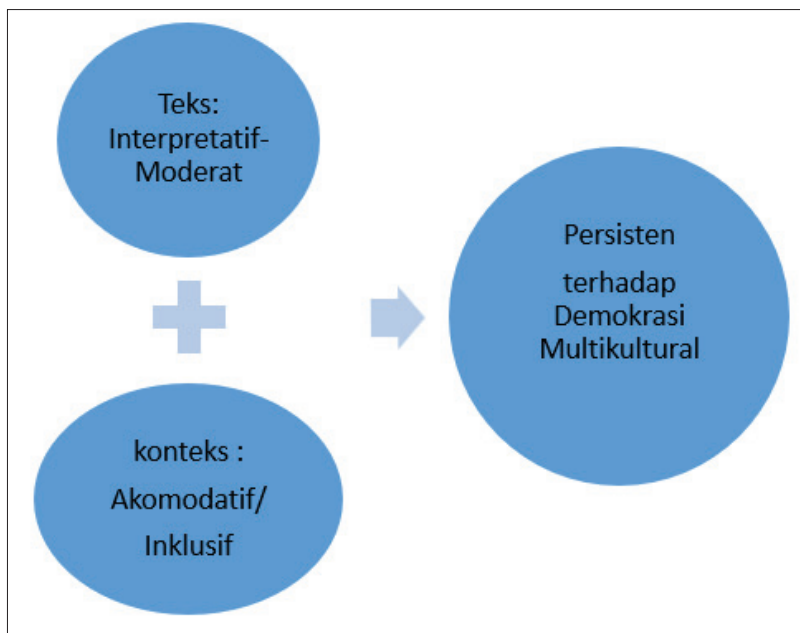 Teks:
Interpretatif-
Moderat
konteks :
Akomodatif/
Inklusif
Persisten
terhadap
Demokrasi
Multikultural